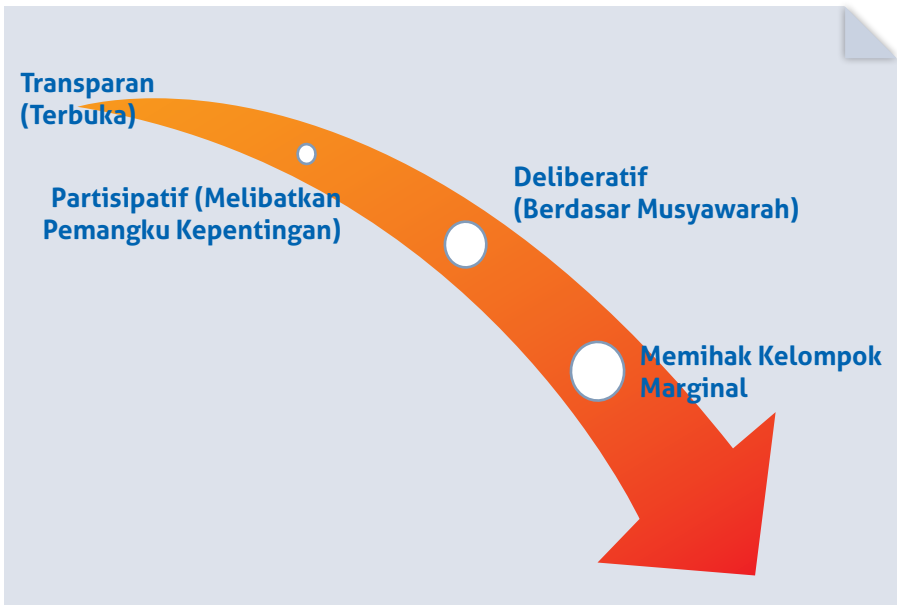 Transparan
(Terbuka)
Partisipatif (Melibatkan
Pemangku Kepentingan)
Deliberatif
(Berdasar Musyawarah)
Memihak Kelompok
Marginal